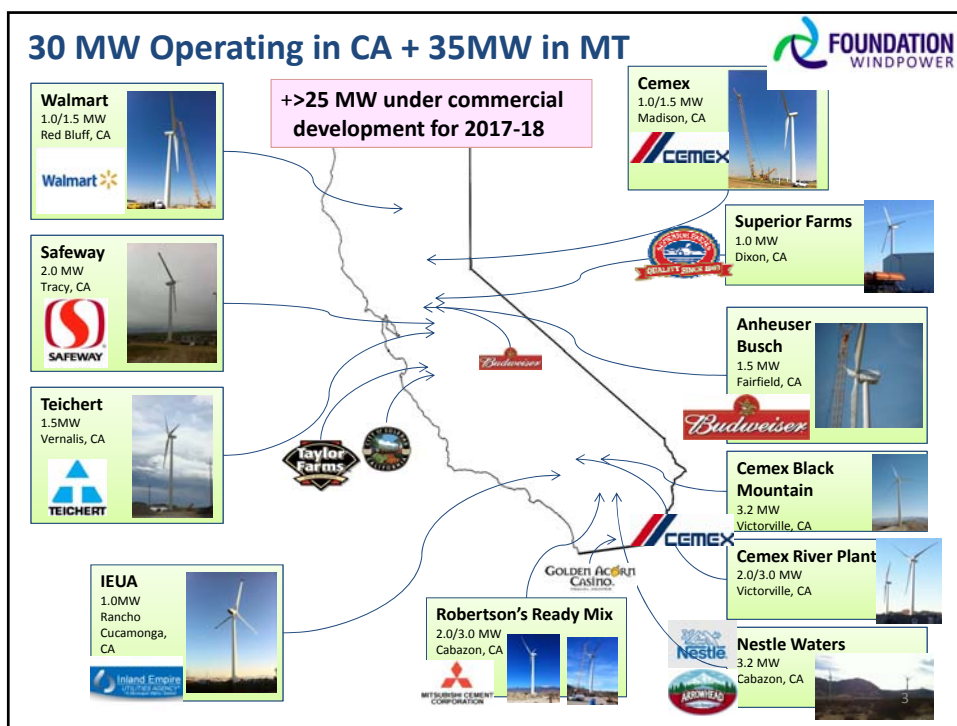 30 MW Operating in CA + 35MW in MT
FOUNDATION
WINDPOWER
+>25 MW under commercial
development for 2017-18
Walmart
1.0/1.5 MW
Red Bluff, CA
Walmart
Safeway
2.0 MW
Tracy, CA
SAFEWAY
Teichert
1.5MW
Vernalis, CA
TEICHERT
IEUA
1.0MW
Rancho
Cucamonga,
CA
Inland Empire
UTILITIES AGENCY
Taylor
Farms
Budweiser
GOLDEN ACORN
CASINO
Robertson's Ready Mix
2.0/3.0 MW
Cabazon, CA
MITSUBISHI CEMENT
CORPORATION
Cemex
1.0/1.5 MW
Madison, CA
CEMEX
Superior Farms
1.0 MW
Dixon, CA
SUPERIOR FARMS
QUALITY SINCE
Anheuser
Busch
1.5 MW
Fairfield, CA
Budweiser
Cemex Black
Mountain
3.2 MW
Victorville, CA
CEMEX
Cemex River Plant
2.0/3.0 MW
Victorville, CA
Nestle Waters
3.2 MW
Cabazon, CA
Nestle
ARROWHEAD
3